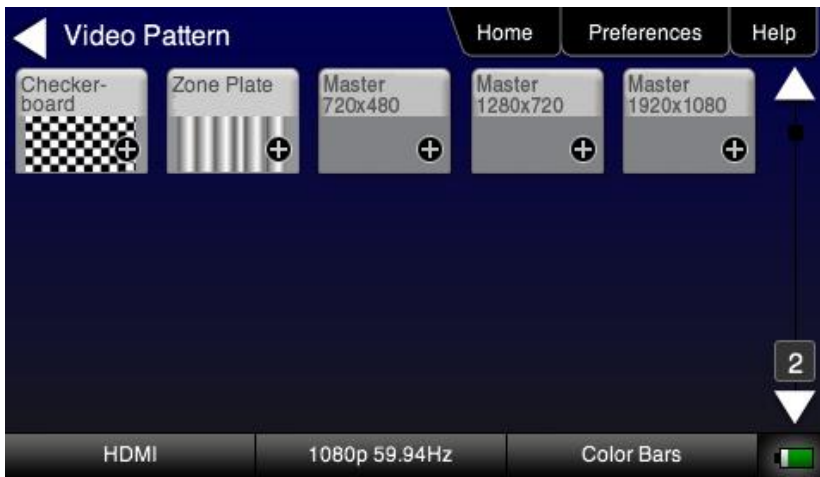 Video Pattern
Home
Preferences
Help
Checker-
board
Zone Plate
Master
720x480
Master
1280x720
Master
1920x1080
2
HDMI
1080p 59.94Hz
Color Bars